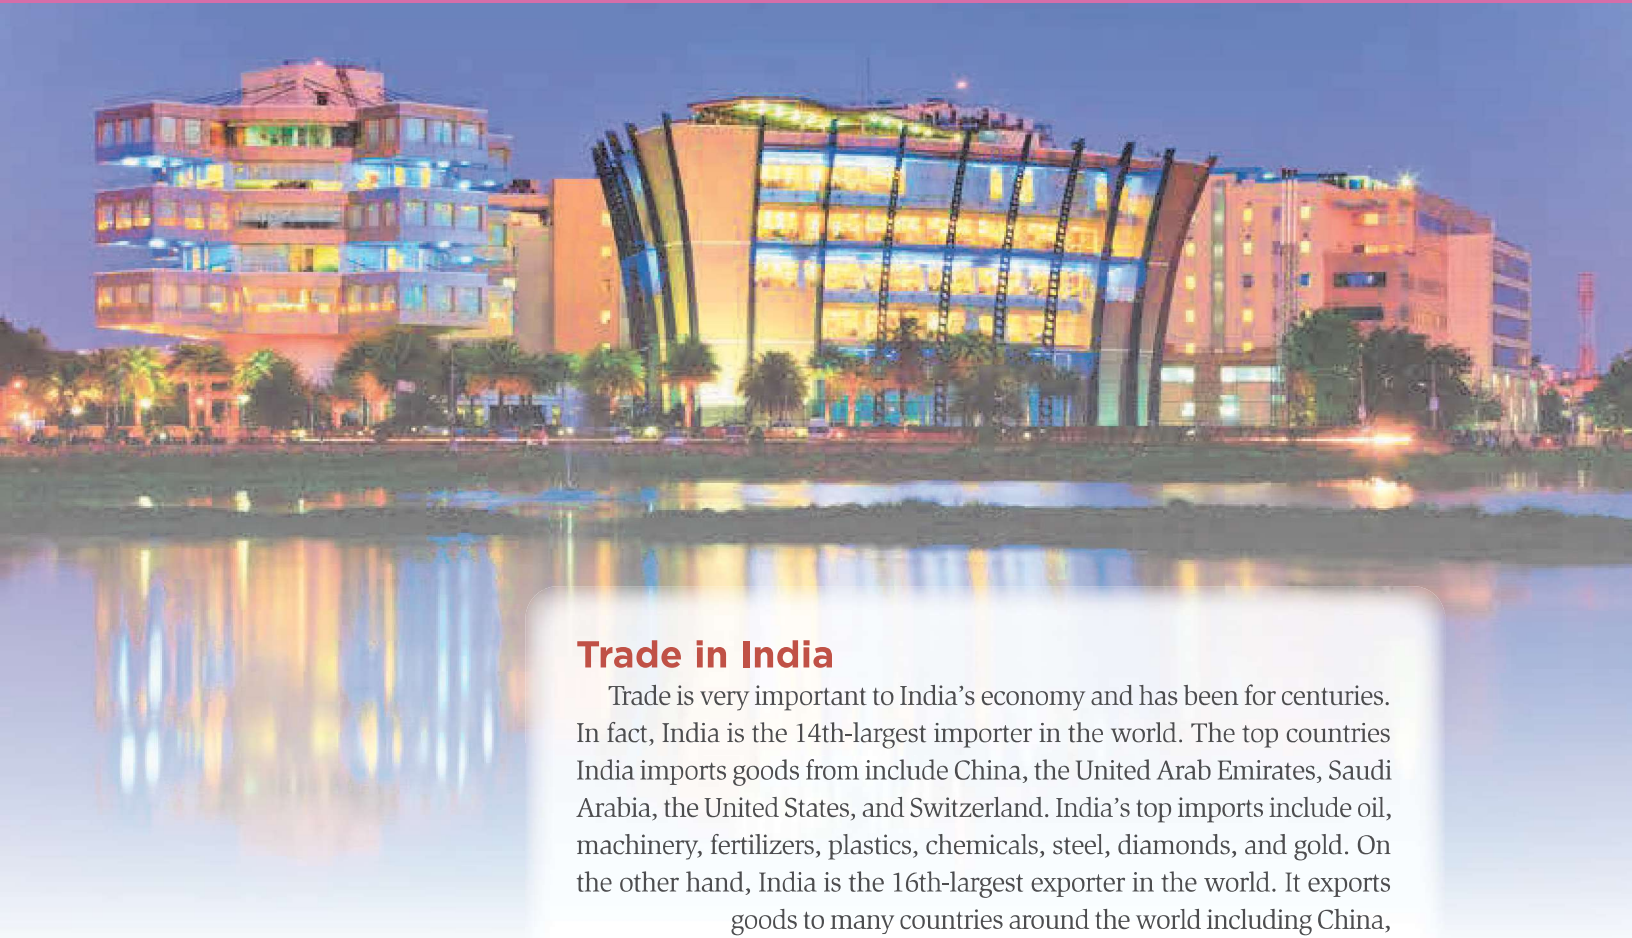 Trade in India
Trade is very important to India’s economy and has been for centuries.
In fact, India is the 14th-largest importer in the world. The top countries
India imports goods from include China, the United Arab Emirates, Saudi
Arabia, the United States, and Switzerland. India’s top imports include oil,
machinery, fertilizers, plastics, chemicals, steel, diamonds, and gold. On
the other hand, India is the 16th-largest exporter in the world. It exports
goods to many countries around the world including China,